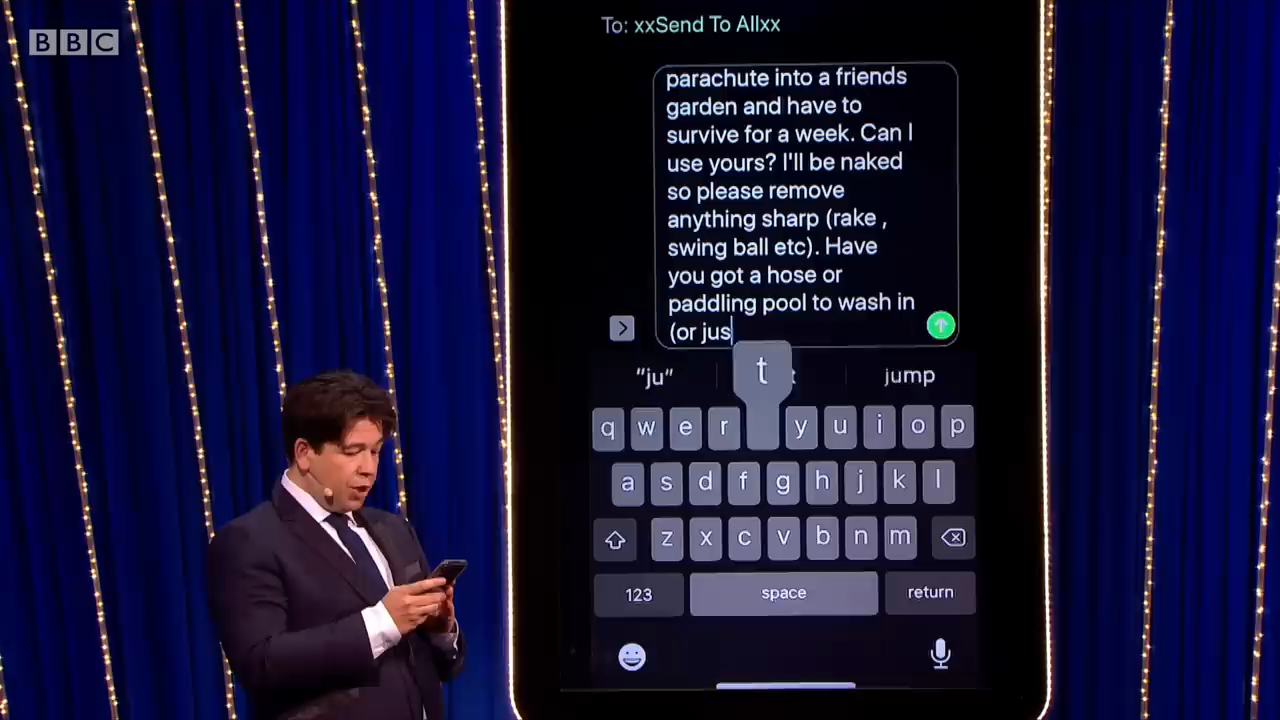 BBC
To: xxSend To Allxx
parachute into a friends
garden and have to
survive for a week. Can I
use yours? I'll be naked
so please remove
anything sharp (rake ,
swing ball etc). Have
you got a hose or
paddling pool to wash in
(or jus
"ju" t jump
q w e r y u i o p
a s d f g h j k l
z x c v b n m
123 space return